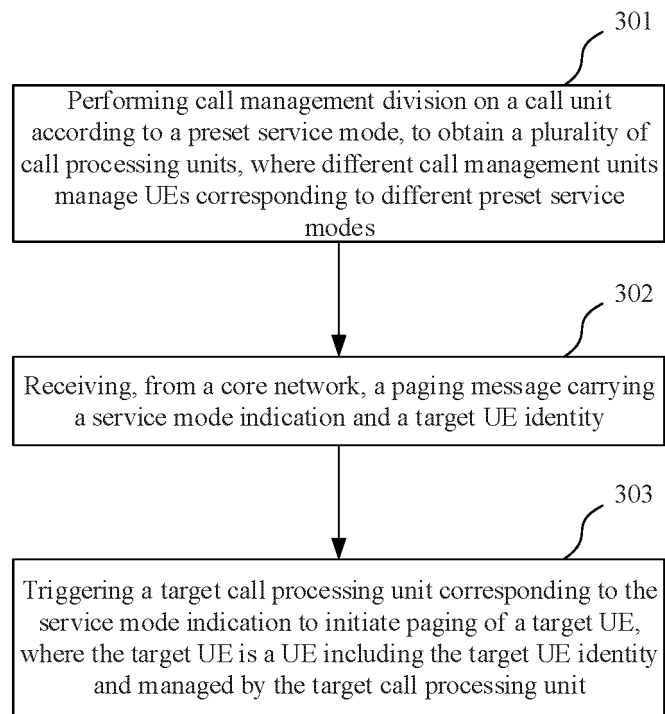 301
Performing call management division on a call unit
according to a preset service mode, to obtain a plurality of
call processing units, where different call management units
manage UEs corresponding to different preset service
modes
302
Receiving, from a core network, a paging message carrying
a service mode indication and a target UE identity
303
Triggering a target call processing unit corresponding to the
service mode indication to initiate paging of a target UE,
where the target UE is a UE including the target UE identity
and managed by the target call processing unit